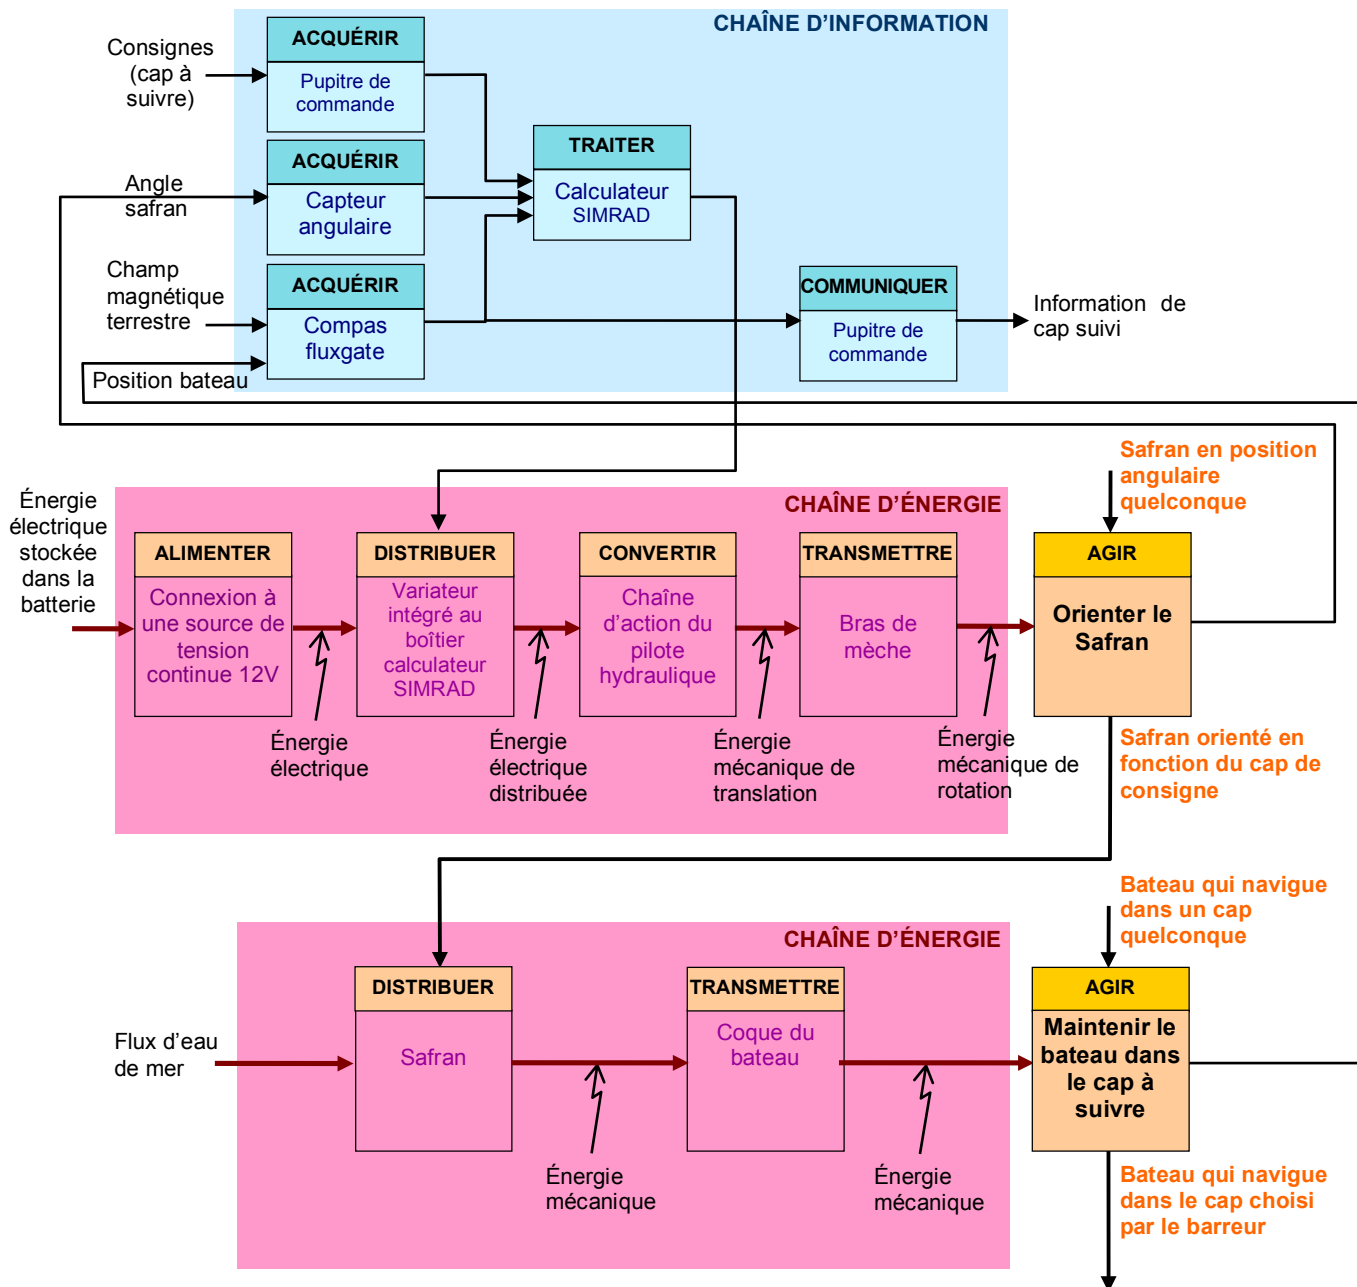 CHAÎNE D'INFORMATION
Consignes
(cap à
suivre)
ACQUÉRIR
Pupitre de
commande
Angle
safran
ACQUÉRIR
Capteur
angulaire
TRAITER
Calculateur
SIMRAD
Champ
magnétique
terrestre
Position bateau
ACQUÉRIR
Compas
fluxgate
COMMUNIQUER
Pupitre de
commande
Information de
cap suivi
CHAÎNE D'ÉNERGIE
Énergie
électrique
stockée
dans la
batterie
ALIMENTER
Connexion à
une source de
tension
continue 12V
Énergie
électrique
DISTRIBUER
Variateur
intégré au
boîtier
calculateur
SIMRAD
Énergie
électrique
distribuée
CONVERTIR
Chaîne
d'action du
pilote
hydraulique
Énergie
mécanique de
translation
TRANSMETTRE
Bras de
mèche
Énergie
mécanique de
rotation
Safran en position
angulaire
quelconque
AGIR
Orienter le
Safran
Safran orienté en
fonction du cap de
consigne
CHAÎNE D'ÉNERGIE
Flux d'eau
de mer
DISTRIBUER
Safran
Énergie
mécanique
TRANSMETTRE
Coque du
bateau
Énergie
mécanique
Bateau qui navigue
dans un cap
quelconque
AGIR
Maintenir le
bateau dans
le cap à
suivre
Bateau qui navigue
dans le cap choisi
par le barreur